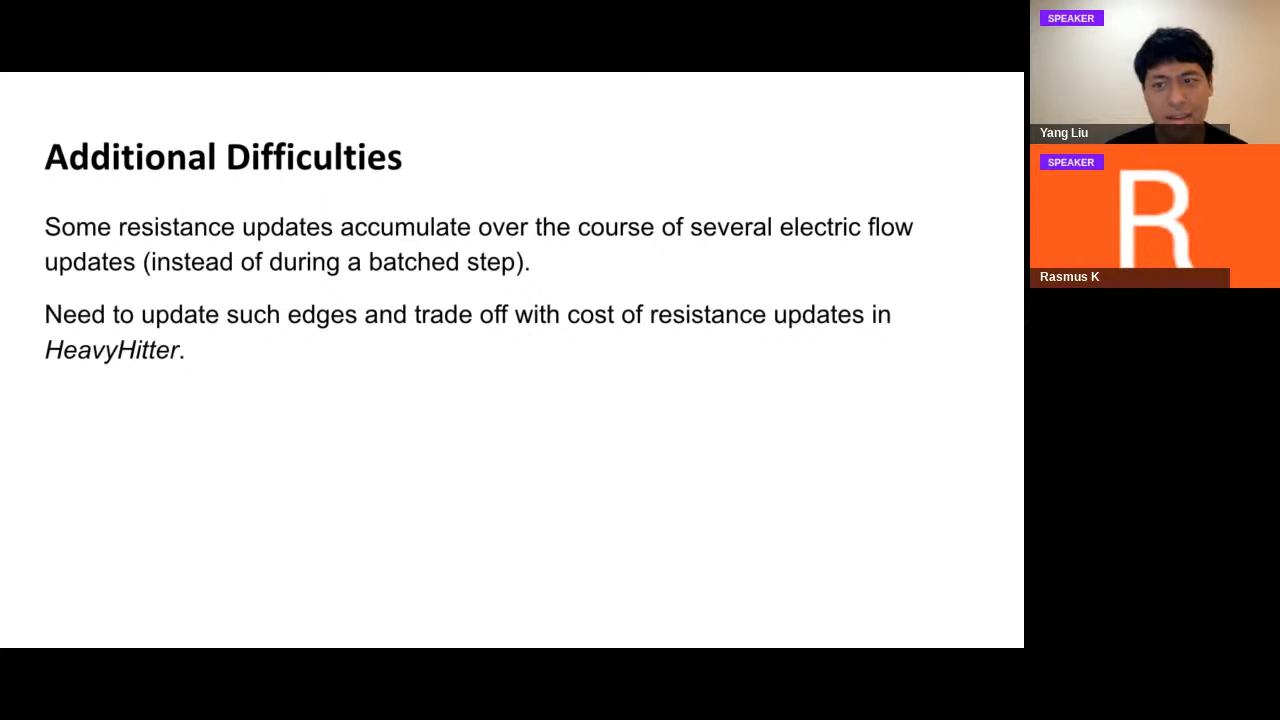 Additional Difficulties
Some resistance updates accumulate over the course of several electric flow
updates (instead of during a batched step).
Need to update such edges and trade off with cost of resistance updates in
HeavyHitter.
SPEAKER
Yang Liu
SPEAKER
R
Rasmus K